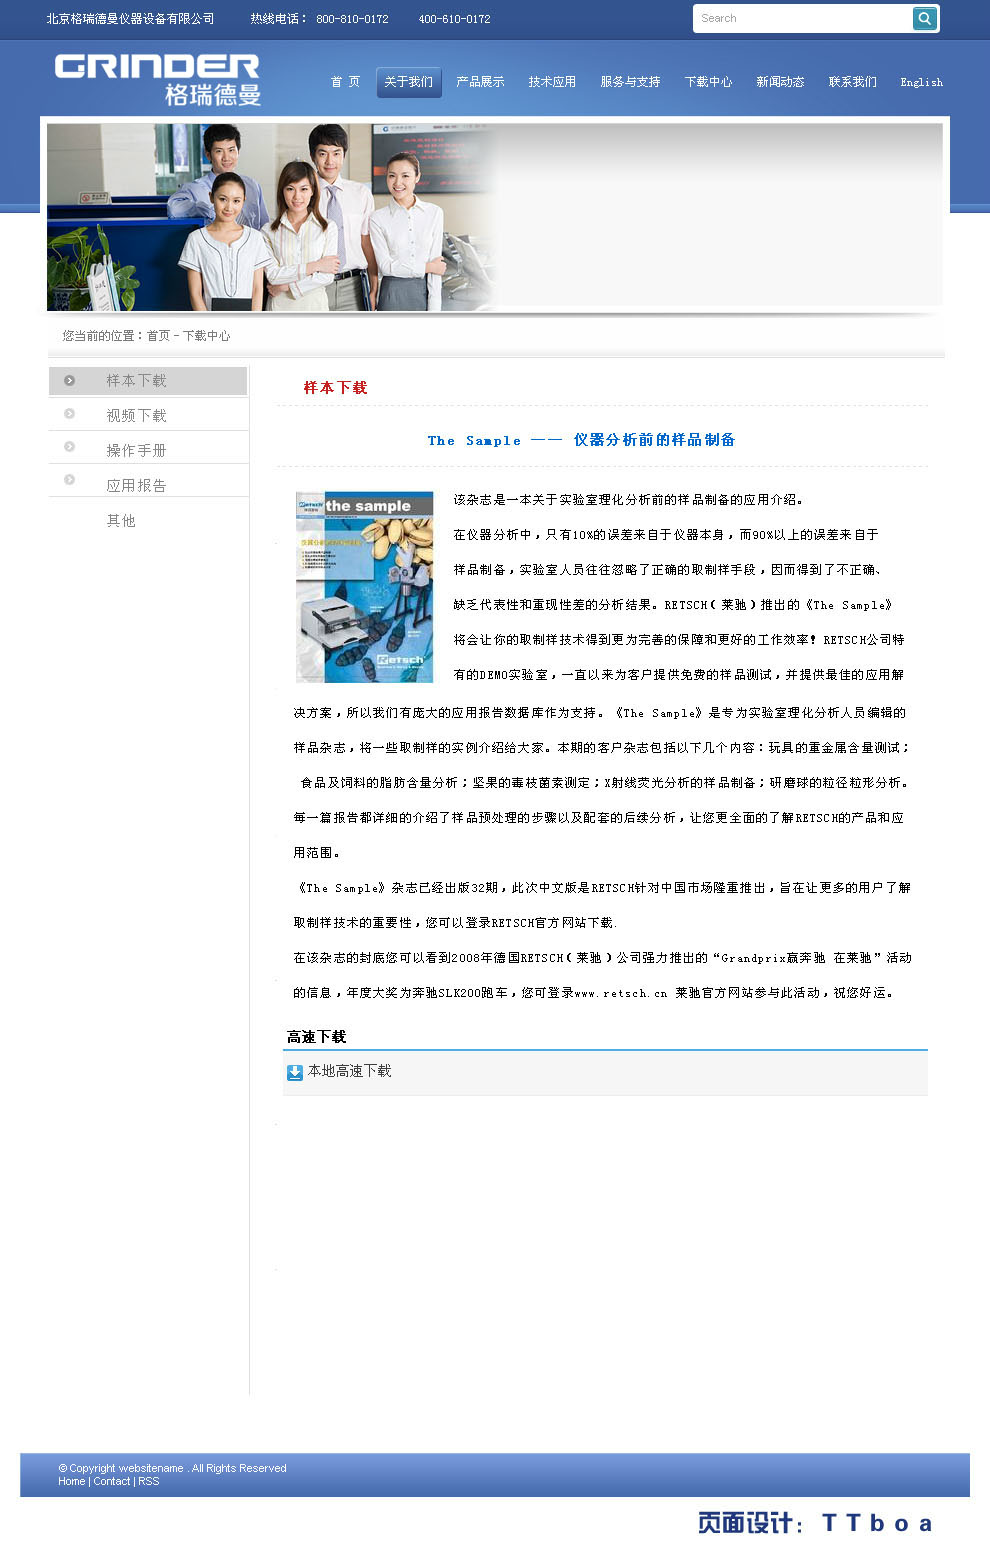 北京格瑞德曼仪器设备有限公司 热线电话： 800-810-0172 400-610-0172
Search
GRINDER
格瑞德曼
首 页 关于我们 产品展示 技术应用 服务与支持 下载中心 新闻动态 联系我们 English
您当前的位置：首页 - 下载中心
样本下载
视频下载
操作手册
应用报告
其他
样本下载
The Sample —— 仪器分析前的样品制备
Retsch
the sample
Retsch
该杂志是一本关于实验室理化分析前的样品制备的应用介绍。
在仪器分析中，只有10%的误差来自于仪器本身，而90%以上的误差来自于
样品制备，实验室人员往往忽略了正确的取制样手段，因而得到了不正确、
缺乏代表性和重现性差的分析结果。RETSCH（莱驰）推出的《The Sample》
将会让你的取制样技术得到更为完善的保障和更好的工作效率！RETSCH公司特
有的DEMO实验室，一直以来为客户提供免费的样品测试，并提供最佳的应用解
决方案，所以我们有庞大的应用报告数据库作为支持。《The Sample》是专为实验室理化分析人员编辑的
样品杂志，将一些取制样的实例介绍给大家。本期的客户杂志包括以下几个内容：玩具的重金属含量测试；
食品及饲料的脂肪含量分析；坚果的毒枝菌素测定；X射线荧光分析的样品制备；研磨球的粒径粒形分析。
每一篇报告都详细的介绍了样品预处理的步骤以及配套的后续分析，让您更全面的了解RETSCH的产品和应
用范围。
《The Sample》杂志已经出版32期，此次中文版是RETSCH针对中国市场隆重推出，旨在让更多的用户了解
取制样技术的重要性，您可以登录RETSCH官方网站下载.
在该杂志的封底您可以看到2008年德国RETSCH（莱驰）公司强力推出的“Grandprix赢奔驰 在莱驰”活动
的信息，年度大奖为奔驰SLK200跑车，您可登录www.retsch.cn 莱驰官方网站参与此活动，祝您好运。
高速下载
本地高速下载
© Copyright websitename . All Rights Reserved
Home | Contact | RSS
页面设计：TTboa